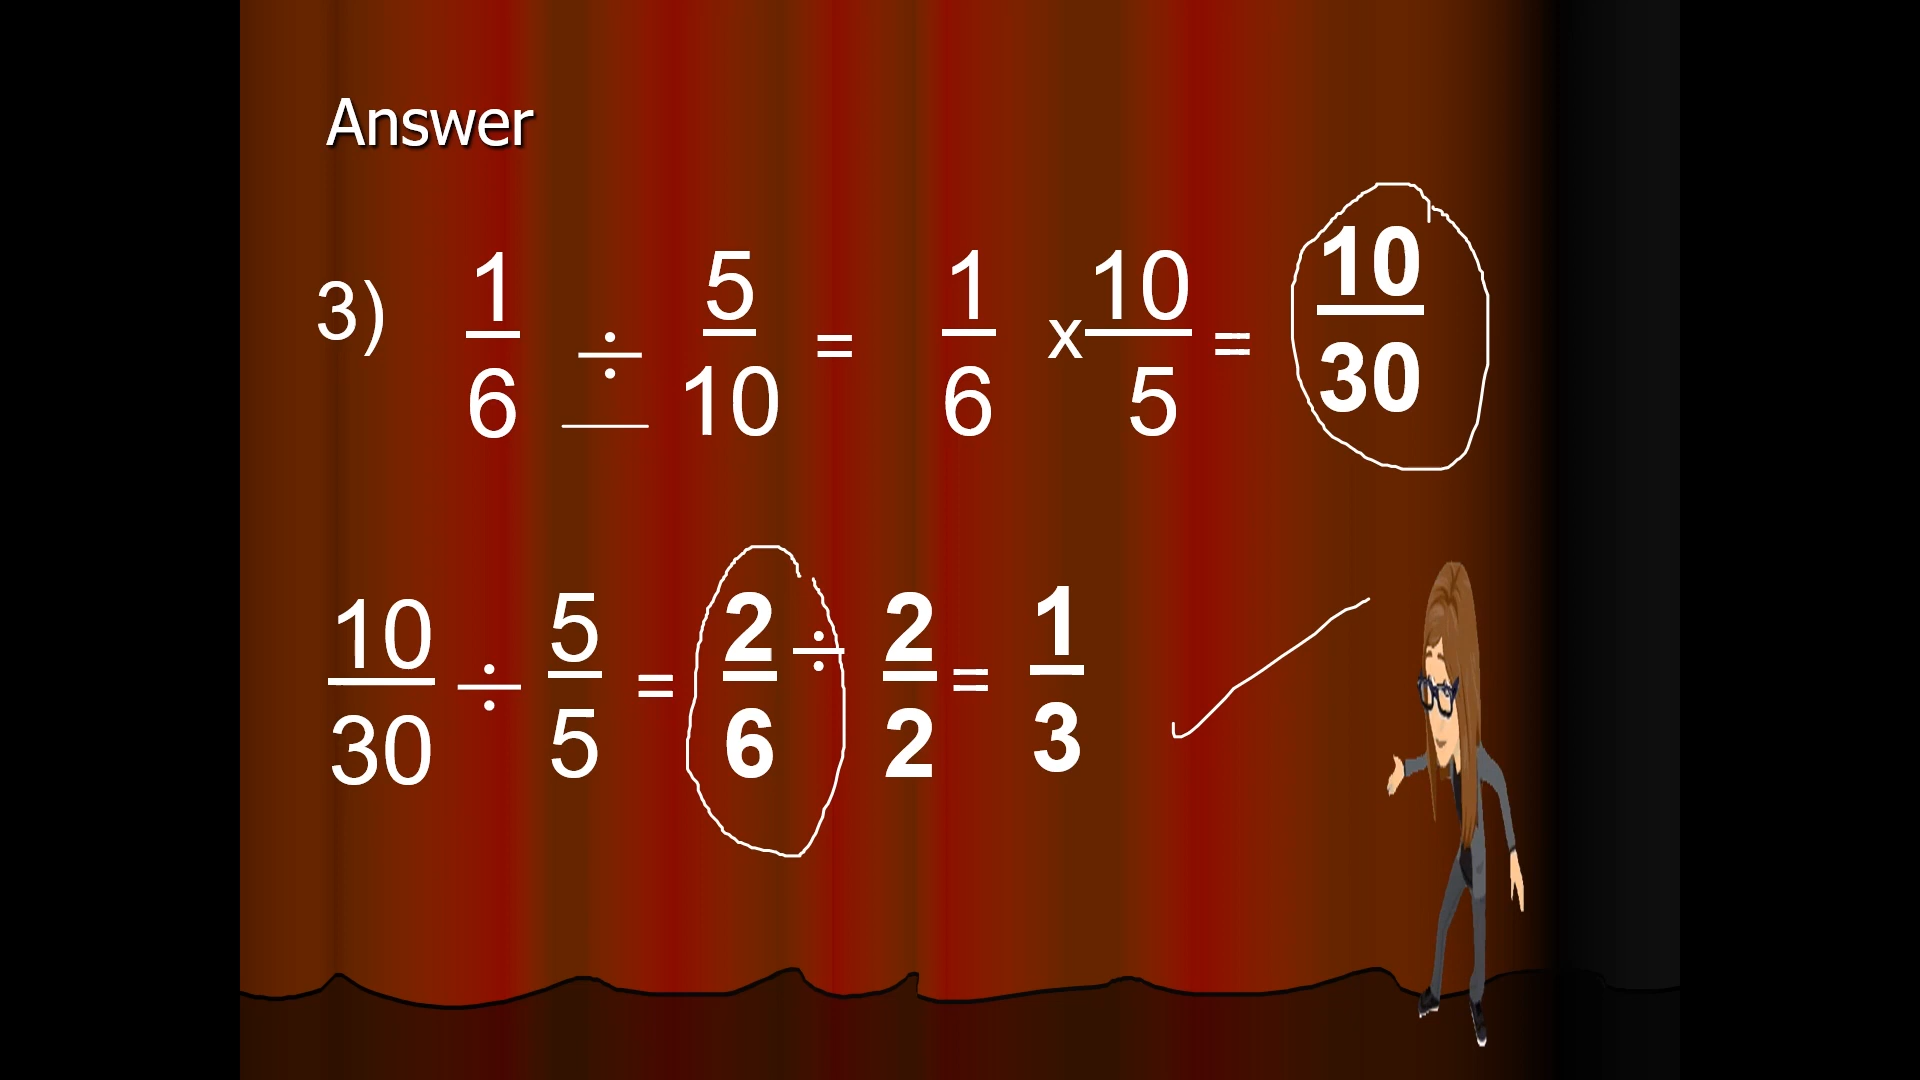 Answer
3) 1/6 ÷ 5/10 = 1/6 x 10/5 = 10/30
10/30 ÷ 5/5 = 2/6 ÷ 2/2 = 1/3